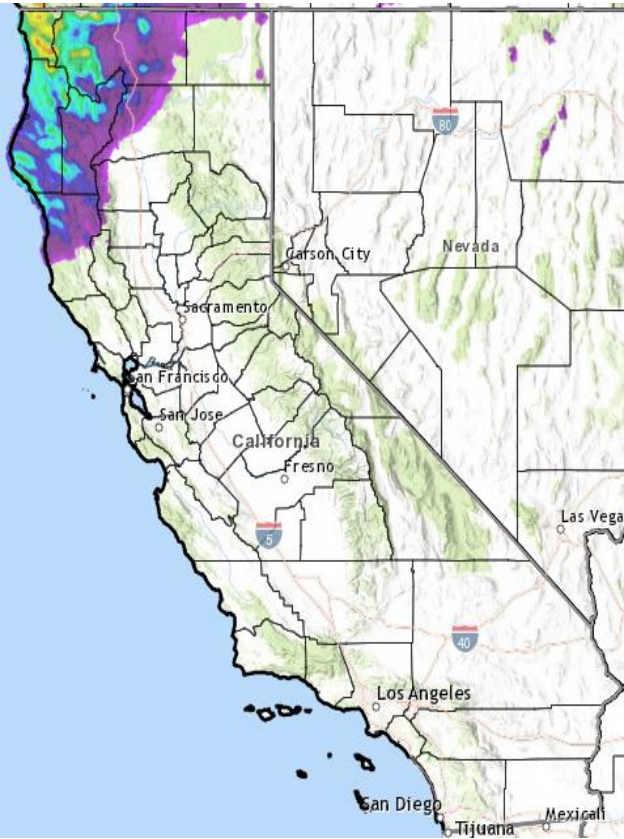 80
Carson City
Nevada
Sacramento
San Francisco
San Jose
California
Fresno
Las Vega
5
40
Los Angeles
San Diego
Tijuana
Mexicali